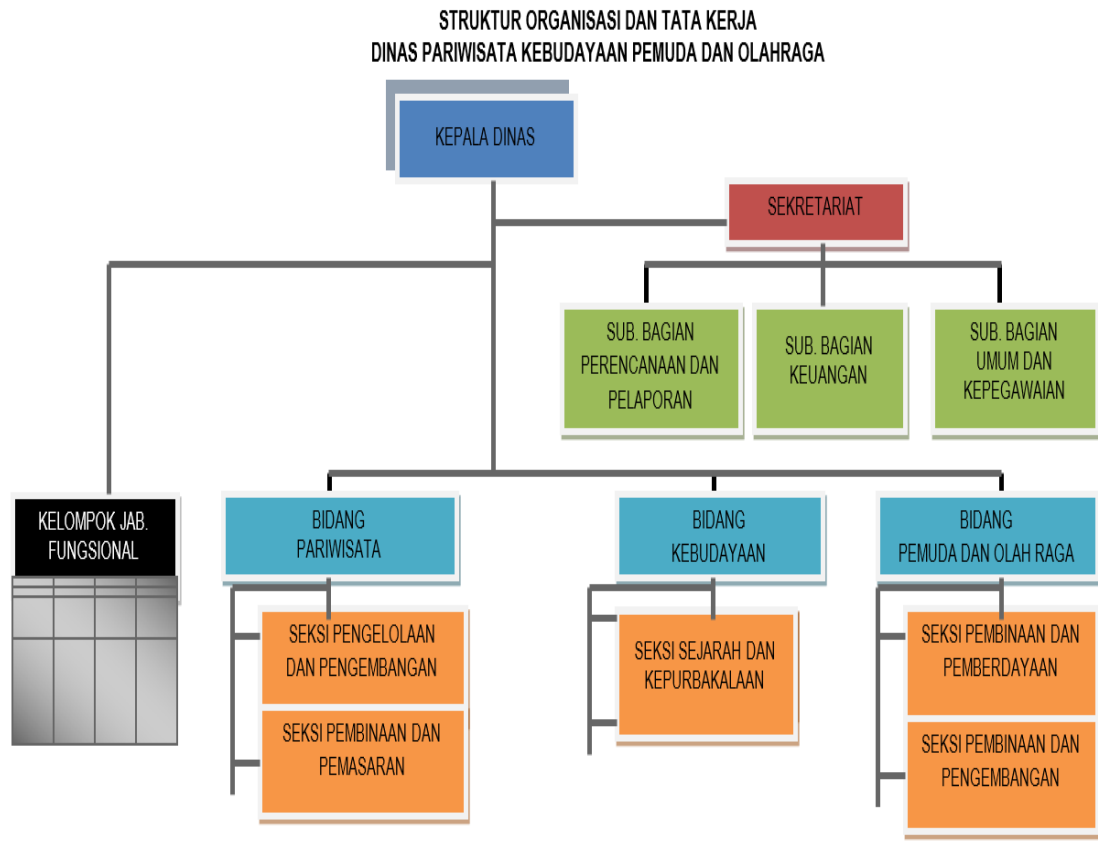 STRUKTUR ORGANISASI DAN TATA KERJA
DINAS PARIWISATA KEBUDAYAAN PEMUDA DAN OLAHRAGA
KEPALA DINAS
SEKRETARIAT
SUB. BAGIAN
PERENCANAAN DAN
PELAPORAN
SUB. BAGIAN
KEUANGAN
SUB. BAGIAN
UMUM DAN
KEPEGAWAIAN
KELOMPOK JAB.
FUNGSIONAL
BIDANG
PARIWISATA
BIDANG
KEBUDAYAAN
BIDANG
PEMUDA DAN OLAH RAGA
SEKSI PENGELOLAAN
DAN PENGEMBANGAN
SEKSI PEMBINAAN DAN
PEMASARAN
SEKSI SEJARAH DAN
KEPURBAKALAAN
SEKSI PEMBINAAN DAN
PEMBERDAYAAN
SEKSI PEMBINAAN DAN
PENGEMBANGAN